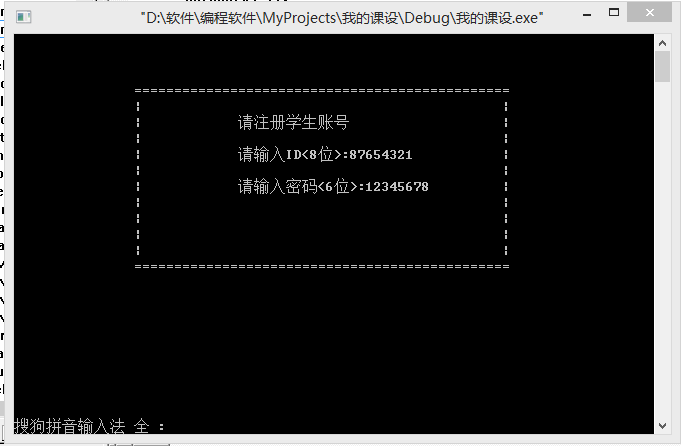 "D:\软件\编程软件\MyProjects\我的课设\Debug\我的课设.exe"
请注册学生账号
请输入ID<8位>:87654321
请输入密码<6位>:12345678
搜狗拼音输入法 全 :